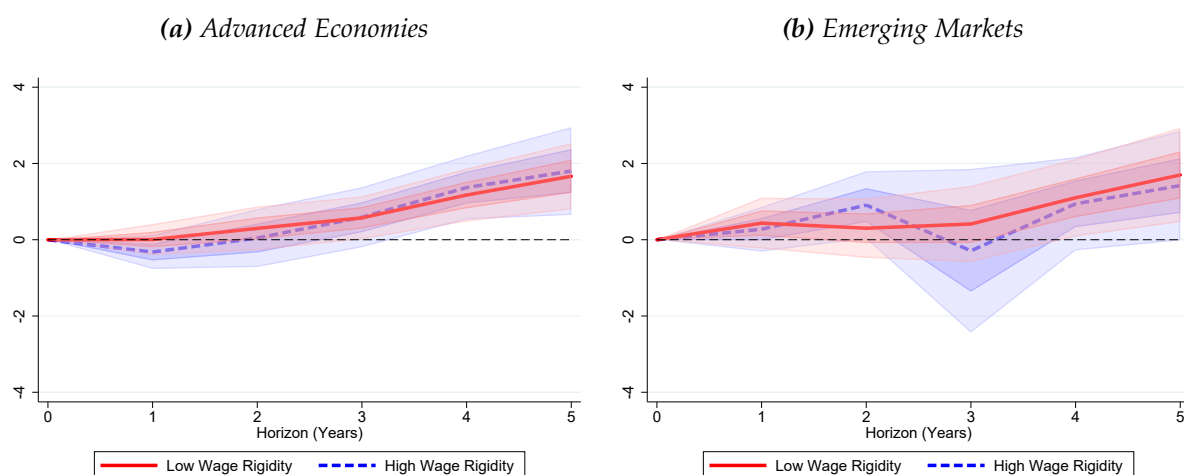 (a) Advanced Economies
4
2
0
-2
-4
0 1 2 3 4 5
Horizon (Years)
Low Wage Rigidity High Wage Rigidity
(b) Emerging Markets
4
2
0
-2
-4
0 1 2 3 4 5
Horizon (Years)
Low Wage Rigidity High Wage Rigidity